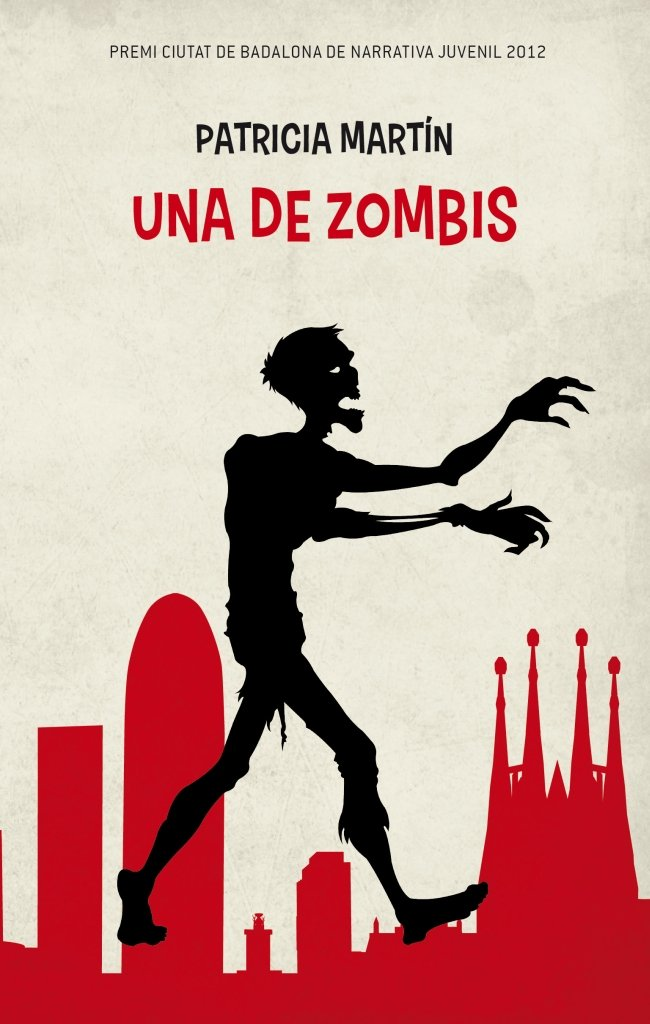 PREMI CIUTAT DE BADALONA DE NARRATIVA JUVENIL 2012
PATRICIA MARTÍN
UNA DE ZOMBIS